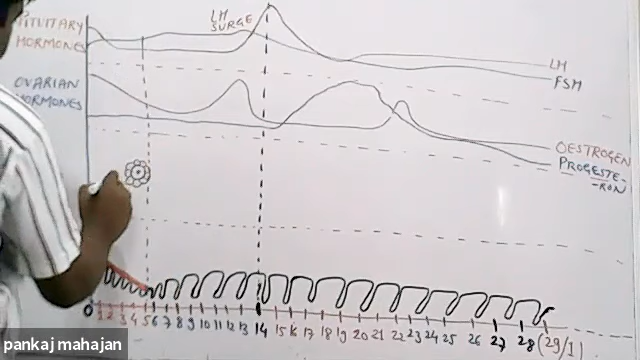 PITUITARY
HORMONES
LH
SURGE
LH
FSH
OVARIAN
HORMONES
OESTROGEN
PROGESTE-
-RON
0 1 2 3 4 5 6 7 8 9 10 11 12 13 14 15 16 17 18 19 20 21 22 23 24 25 26 27 28 (29/1)
pankaj mahajan